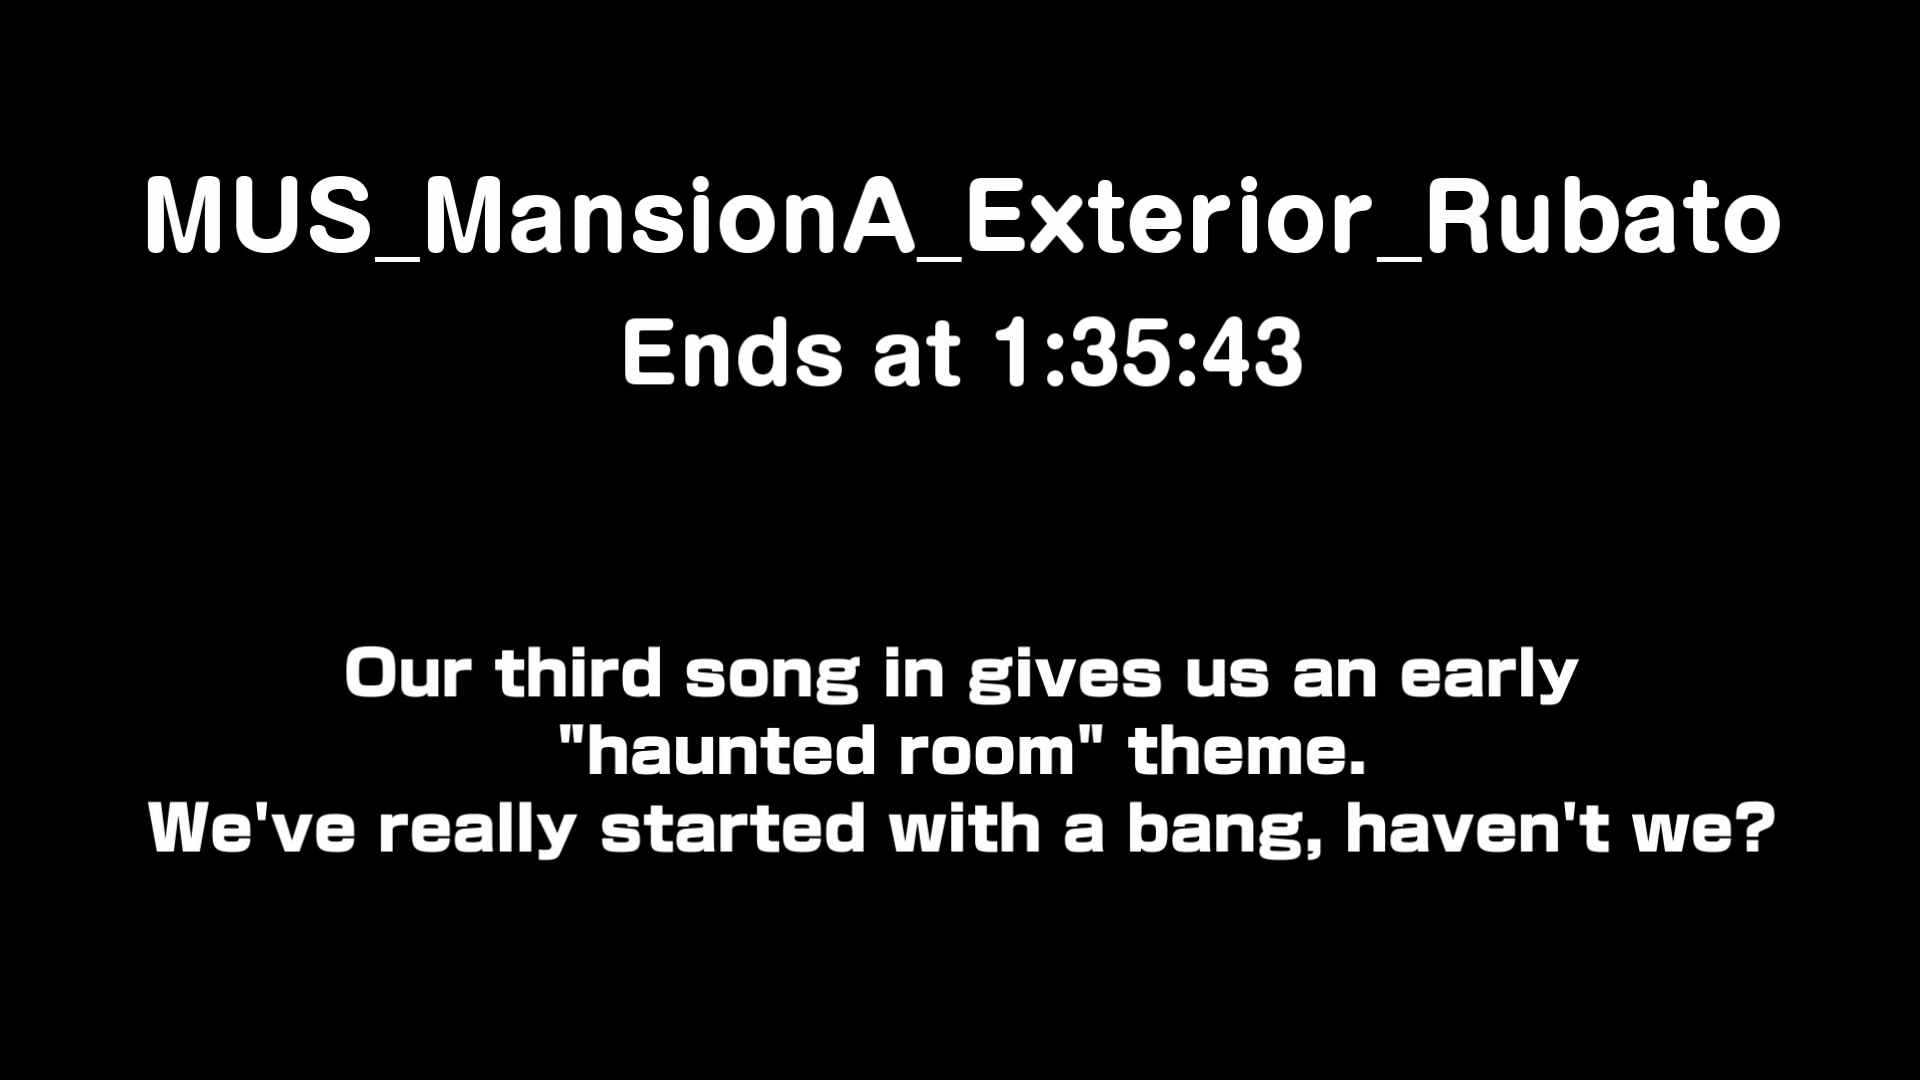 MUS_MansionA_Exterior_Rubato
Ends at 1:35:43
Our third song in gives us an early
"haunted room" theme.
We've really started with a bang, haven't we?